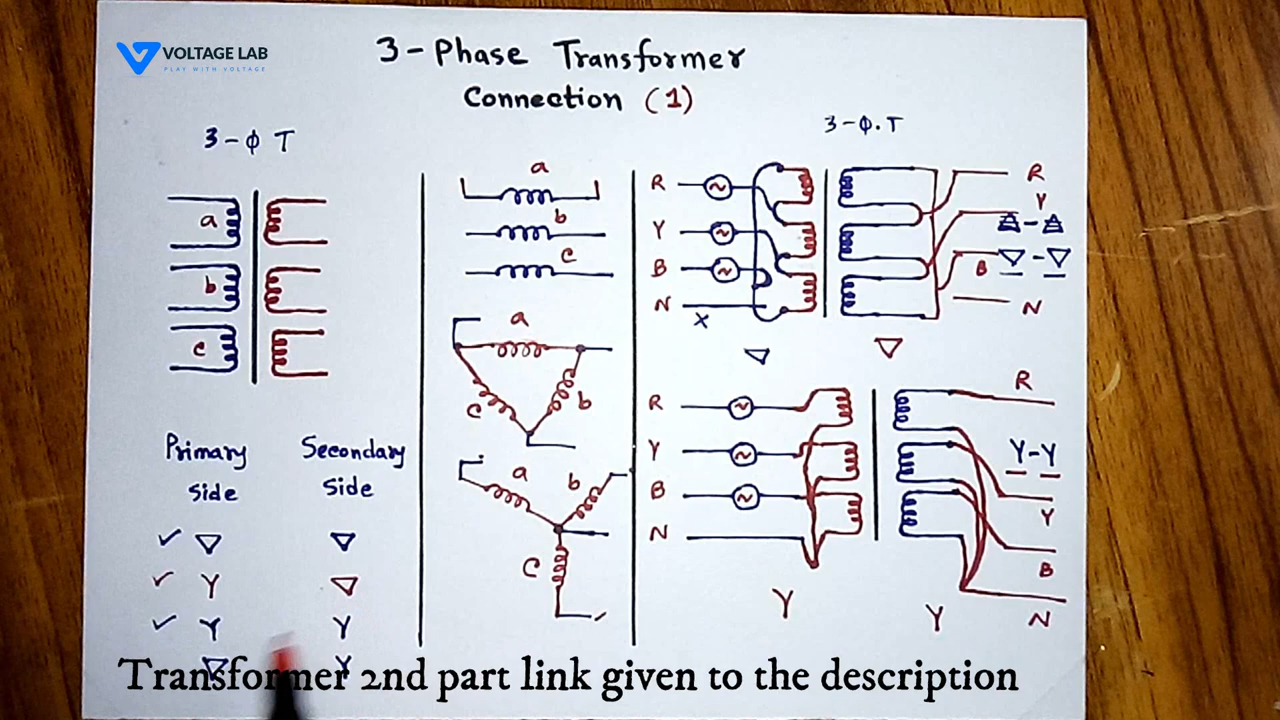 VOLTAGE LAB
PLAY WITH VOLTAGE
3-Phase Transformer
Connection (1)
3-ϕ T
a
b
c
Primary Side
Secondary Side
✓ ▽ ▽
✓ Y ▽
✓ Y Y
▽ Y
a
b
c
a
b
c
a
b
c
3-ϕ.T
R
Y
B
N
x
R
Y
▽-▽
B
N
▽ ▽
R
Y
B
N
R
Y-Y
Y
B
N
Y Y
Transformer 2nd part link given to the description